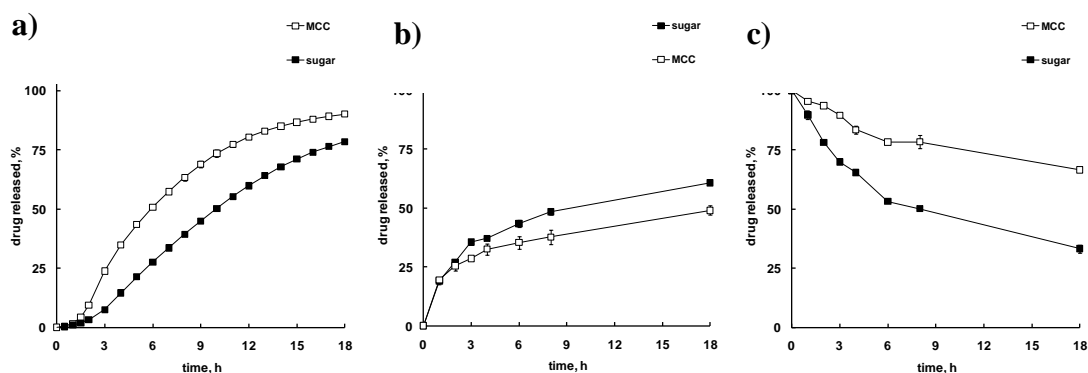 a)
MCC
sugar
drug released, %
100
75
50
25
0
0 3 6 9 12 15 18
time, h
b)
sugar
MCC
drug released, %
75
50
25
0
0 3 6 9 12 15 18
time, h
c)
MCC
sugar
drug released, %
75
50
25
0
0 3 6 9 12 15 18
time, h